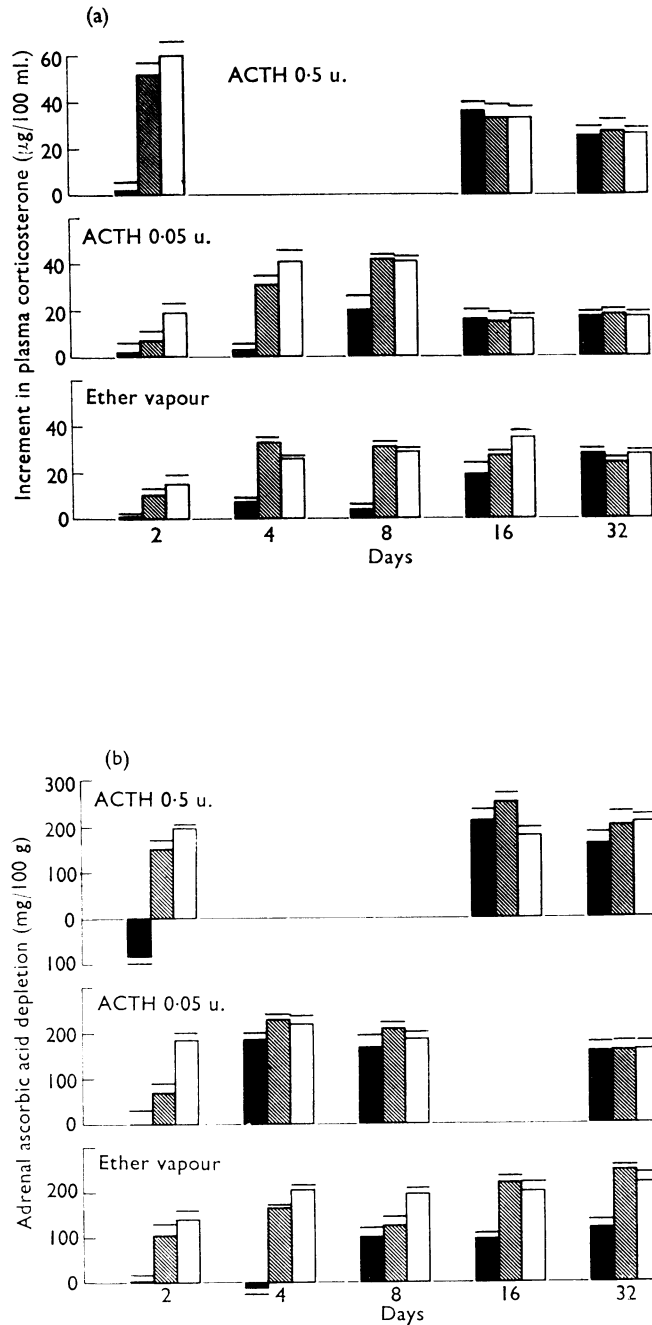 (a)
Increment in plasma corticosterone (μg/100 ml.)
60
40
20
0
ACTH 0·5 u.
40
20
0
ACTH 0·05 u.
40
20
0
Ether vapour
2 4 8 16 32
Days
(b)
Adrenal ascorbic acid depletion (mg/100 g)
300
200
100
0
100
ACTH 0·5 u.
200
100
0
ACTH 0·05 u.
200
100
0
Ether vapour
2 4 8 16 32
Days